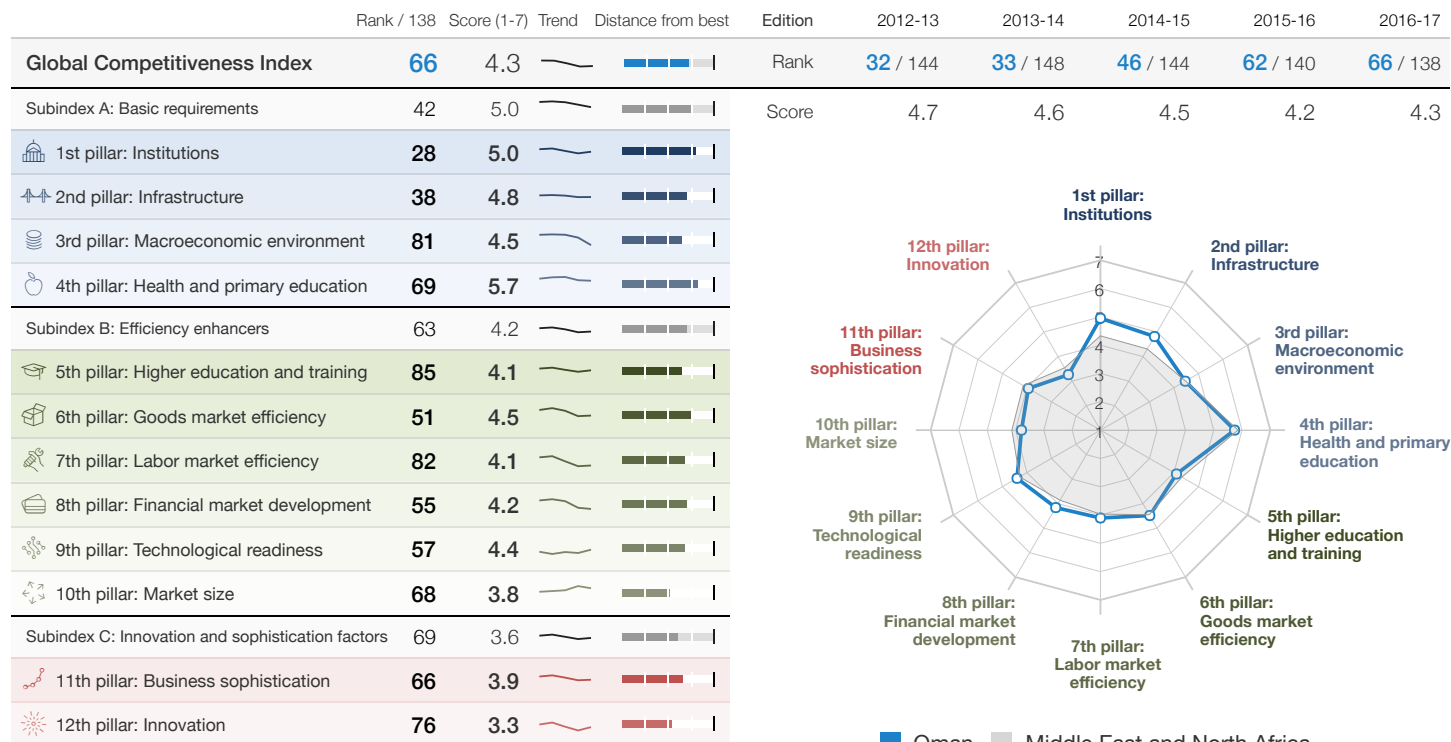 Rank / 138 Score (1-7) Trend Distance from best
Global Competitiveness Index 66 4.3
Subindex A: Basic requirements 42 5.0
1st pillar: Institutions 28 5.0
2nd pillar: Infrastructure 38 4.8
3rd pillar: Macroeconomic environment 81 4.5
4th pillar: Health and primary education 69 5.7
Subindex B: Efficiency enhancers 63 4.2
5th pillar: Higher education and training 85 4.1
6th pillar: Goods market efficiency 51 4.5
7th pillar: Labor market efficiency 82 4.1
8th pillar: Financial market development 55 4.2
9th pillar: Technological readiness 57 4.4
10th pillar: Market size 68 3.8
Subindex C: Innovation and sophistication factors 69 3.6
11th pillar: Business sophistication 66 3.9
12th pillar: Innovation 76 3.3
Edition 2012-13 2013-14 2014-15 2015-16 2016-17
Rank 32 / 144 33 / 148 46 / 144 62 / 140 66 / 138
Score 4.7 4.6 4.5 4.2 4.3
1st pillar:
Institutions
2nd pillar:
Infrastructure
3rd pillar:
Macroeconomic
environment
4th pillar:
Health and primary
education
5th pillar:
Higher education
and training
6th pillar:
Goods market
efficiency
7th pillar:
Labor market
efficiency
8th pillar:
Financial market
development
9th pillar:
Technological
readiness
10th pillar:
Market size
11th pillar:
Business
sophistication
12th pillar:
Innovation
7
6
4
3
2
1
Oman Middle East and North Africa